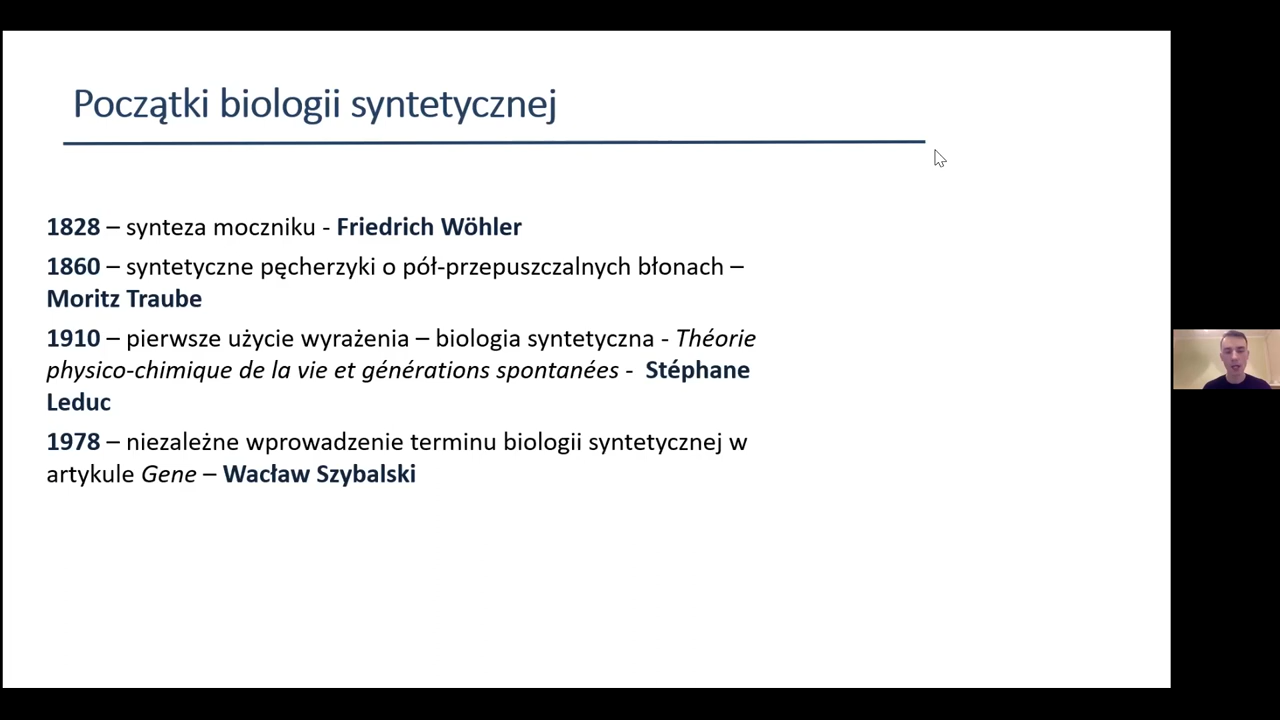 Początki biologii syntetycznej
1828 – synteza moczniku - Friedrich Wöhler
1860 – syntetyczne pęcherzyki o pół-przepuszczalnych błonach –
Moritz Traube
1910 – pierwsze użycie wyrażenia – biologia syntetyczna - Théorie
physico-chimique de la vie et générations spontanées - Stéphane
Leduc
1978 – niezależne wprowadzenie terminu biologii syntetycznej w
artykule Gene – Wacław Szybalski